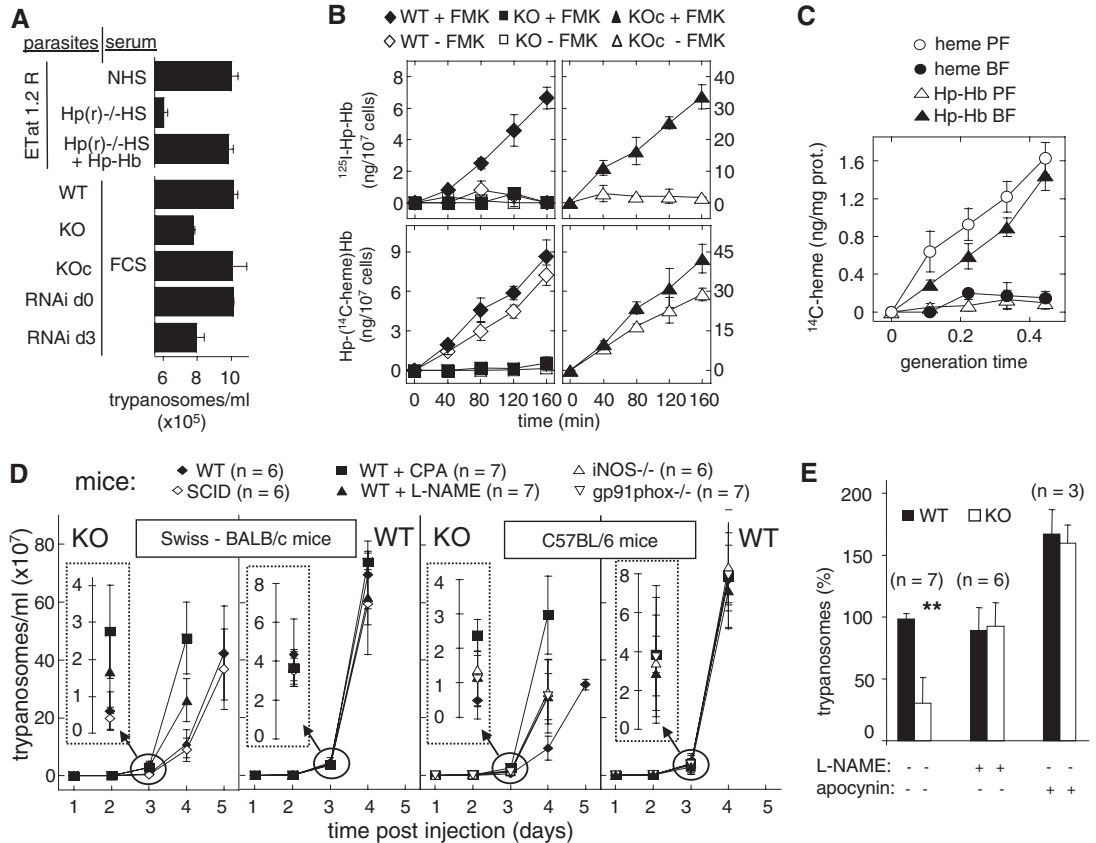 A
parasites serum
ETat 1.2 R
NHS
Hp(r)-/-HS
Hp(r)-/-HS
+ Hp-Hb
WT
KO
KOc
RNAi d0
RNAi d3
FCS
6 8 10
trypanosomes/ml
(x10⁵)
B
◆ WT + FMK ■ KO + FMK ▲ KOc + FMK
◇ WT - FMK □ KO - FMK △ KOc - FMK
¹²⁵I-Hp-Hb
(ng/10⁷ cells)
8
6
4
2
0
40
30
20
10
0
Hp-(¹⁴C-heme)Hb
(ng/10⁷ cells)
9
6
3
0
45
30
15
0
0 40 80 120 160 0 40 80 120 160
time (min)
C
○ heme PF
● heme BF
△ Hp-Hb PF
▲ Hp-Hb BF
¹⁴C-heme (ng/mg prot.)
1.6
1.2
0.8
0.4
0
0 0.2 0.4
generation time
D
mice:
◆ WT (n = 6) ■ WT + CPA (n = 7) △ iNOS-/- (n = 6)
◇ SCID (n = 6) ▲ WT + L-NAME (n = 7) ▽ gp91phox-/- (n = 7)
KO Swiss - BALB/c mice WT KO C57BL/6 mice WT
trypanosomes/ml (x10⁷)
80
60
40
20
0
4
3
2
1
0
8
6
4
2
0
4
3
2
1
0
8
6
4
2
0
1 2 3 4 5 1 2 3 4 5 1 2 3 4 5 1 2 3 4 5
time post injection (days)
E
trypanosomes (%)
200
150
100
50
0
■ WT □ KO
(n = 3)
(n = 7) (n = 6)
**
L-NAME: - - + + - -
apocynin: - - - - + +